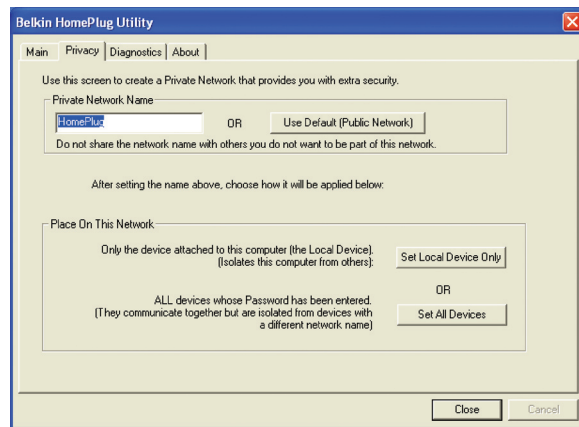 Belkin HomePlug Utility
Main Privacy Diagnostics About
Use this screen to create a Private Network that provides you with extra security.
Private Network Name
HomePlug OR Use Default (Public Network)
Do not share the network name with others you do not want to be part of this network.
After setting the name above, choose how it will be applied below:
Place On This Network
Only the device attached to this computer (the Local Device).
(Isolates this computer from others): Set Local Device Only
OR
ALL devices whose Password has been entered.
(They communicate together but are isolated from devices with
a different network name) Set All Devices
Close Cancel